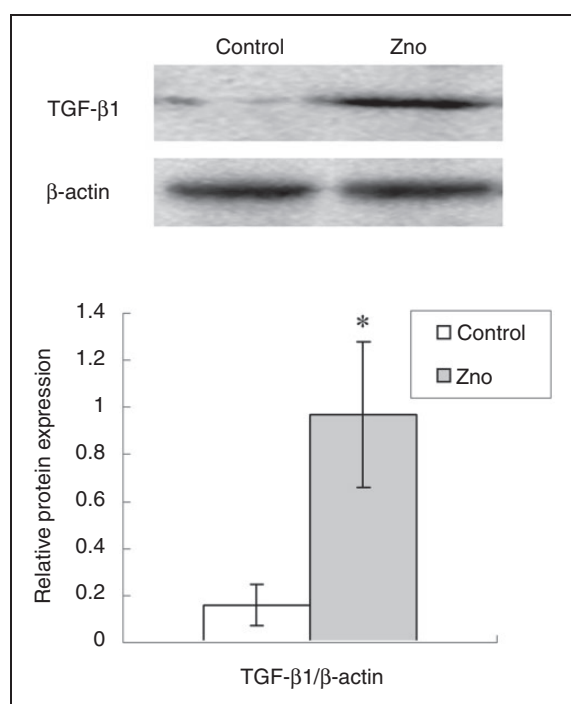 Control Zno
TGF-β1
β-actin
1.4
1.2
1
0.8
0.6
0.4
0.2
0
Relative protein expression
*
Control
Zno
TGF-β1/β-actin